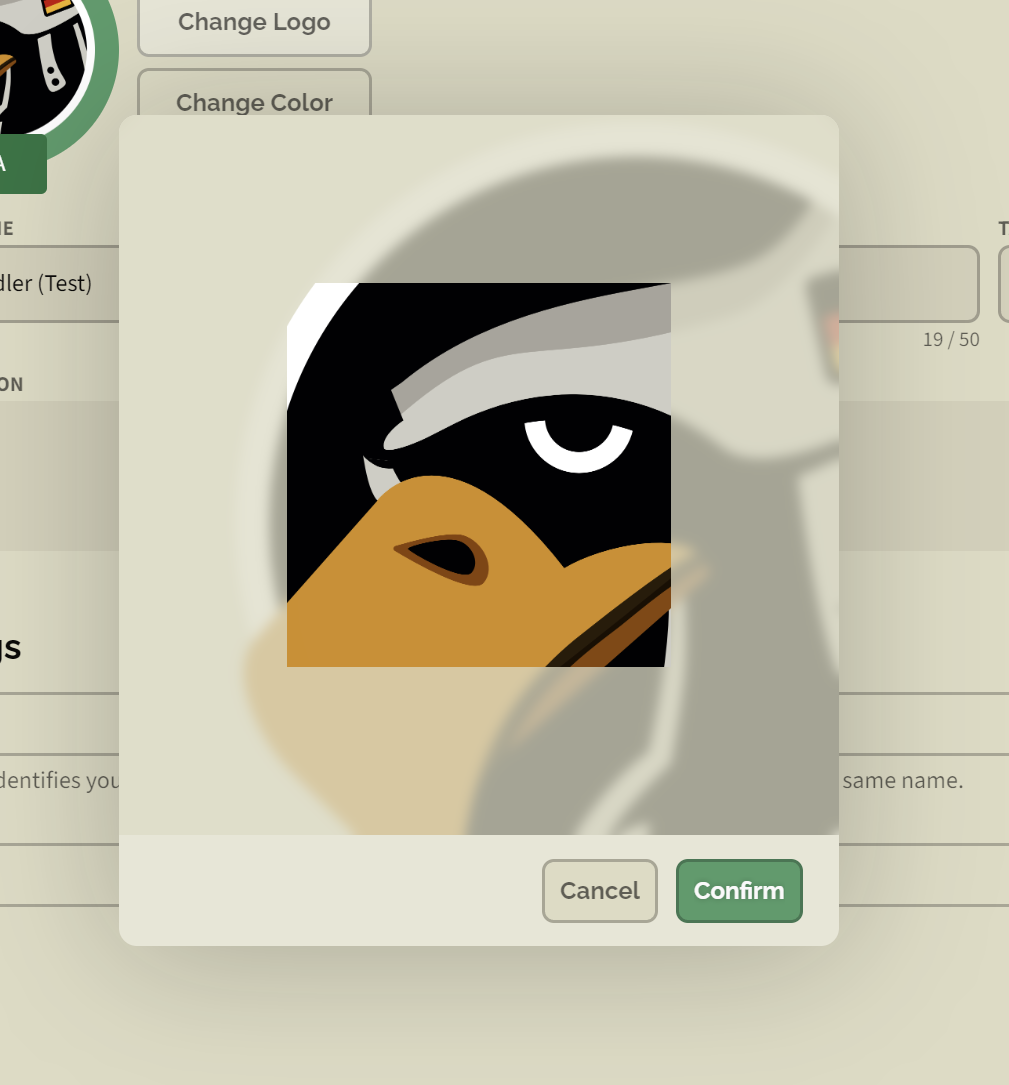 Change Logo
Change Color
A
T
dler (Test)
19 / 50
ON
gs
dentifies you
same name.
Cancel
Confirm